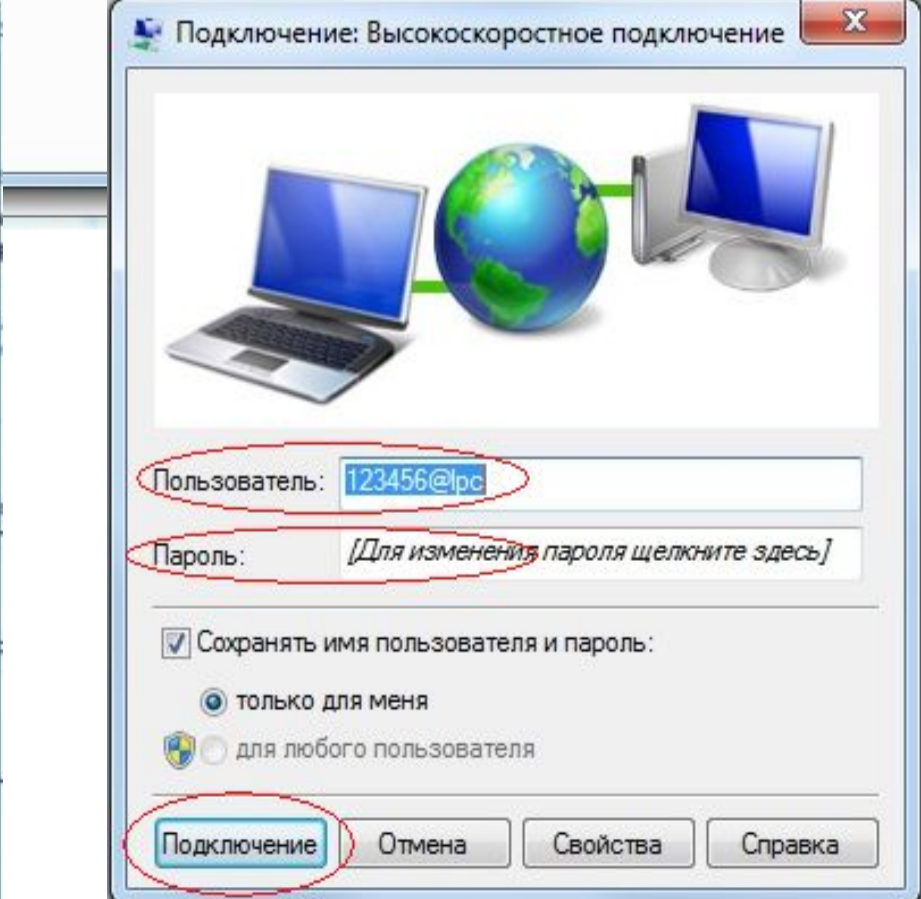 Подключение: Высокоскоростное подключение
Пользователь: 123456@lpc
Пароль: [Для изменения пароля щелкните здесь]
Сохранять имя пользователя и пароль:
только для меня
для любого пользователя
Подключение Отмена Свойства Справка